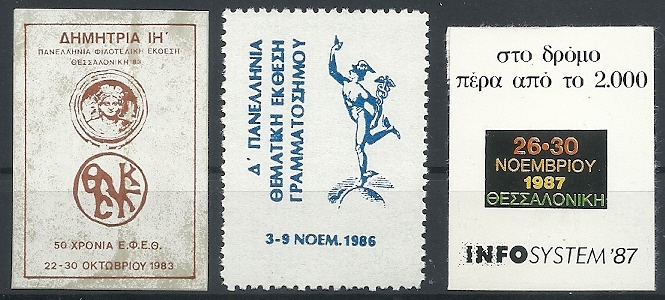 ΔΗΜΗΤΡΙΑ ΙΗ΄
ΠΑΝΕΛΛΗΝΙΑ ΦΙΛΟΤΕΛΙΚΗ ΕΚΘΕΣΗ
ΘΕΣΣΑΛΟΝΙΚΗ '83
50 ΧΡΟΝΙΑ Ε.Φ.Ε.Θ.
22-30 ΟΚΤΩΒΡΙΟΥ 1983
Δ΄ ΠΑΝΕΛΛΗΝΙΑ
ΘΕΜΑΤΙΚΗ ΕΚΘΕΣΗ
ΓΡΑΜΜΑΤΟΣΗΜΟΥ
3-9 ΝΟΕΜ. 1986
στο δρόμο
πέρα από το 2.000
26•30
ΝΟΕΜΒΡΙΟΥ
1987
ΘΕΣΣΑΛΟΝΙΚΗ
INFOSYSTEM '87